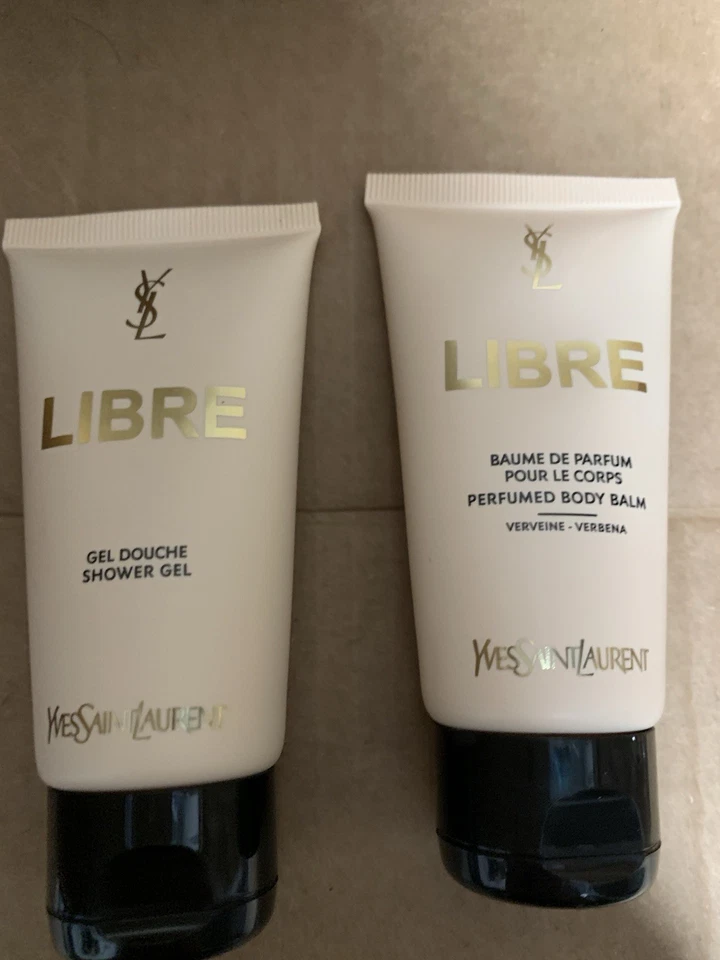 YSL
LIBRE
GEL DOUCHE
SHOWER GEL
YVESSAINTLAURENT
YSL
LIBRE
BAUME DE PARFUM
POUR LE CORPS
PERFUMED BODY BALM
VERVEINE - VERBENA
YVESSAINTLAURENT